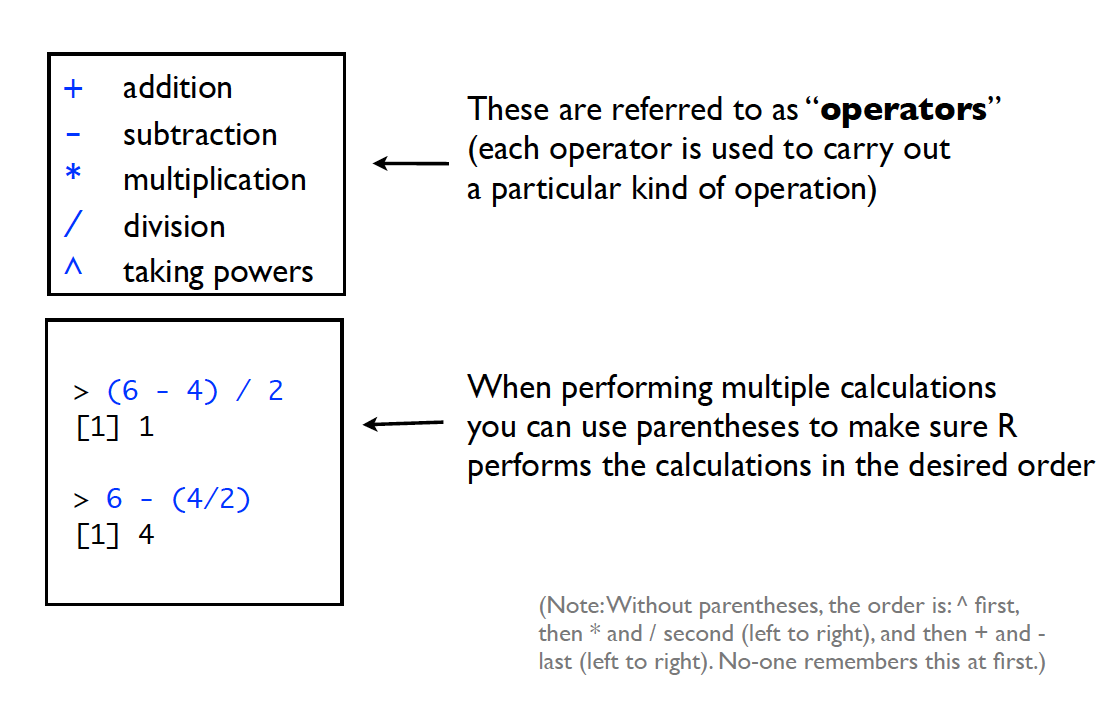 + addition
- subtraction
* multiplication
/ division
^ taking powers
These are referred to as “operators”
(each operator is used to carry out
a particular kind of operation)
> (6 - 4) / 2
[1] 1
> 6 - (4/2)
[1] 4
When performing multiple calculations
you can use parentheses to make sure R
performs the calculations in the desired order
(Note: Without parentheses, the order is: ^ first,
then * and / second (left to right), and then + and -
last (left to right). No-one remembers this at first.)